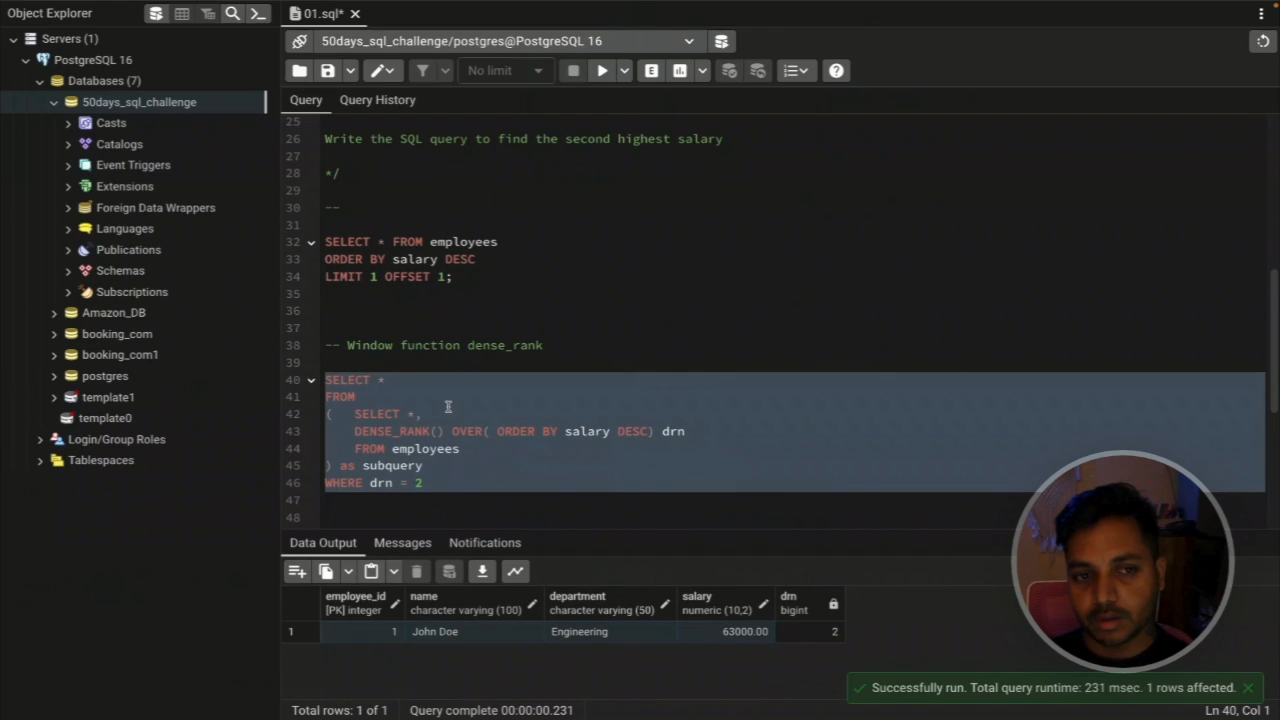 Object Explorer
01.sql*
Servers (1)
50days_sql_challenge/postgres@PostgreSQL 16
PostgreSQL 16
Databases (7)
No limit
E
50days_sql_challenge
Query
Query History
Casts
Catalogs
Event Triggers
Extensions
Foreign Data Wrappers
Languages
Publications
Schemas
Subscriptions
Amazon_DB
booking_com
booking_com1
postgres
template1
template0
Login/Group Roles
Tablespaces
25
26 Write the SQL query to find the second highest salary
27
28 */
29
30 --
31
32 SELECT * FROM employees
33 ORDER BY salary DESC
34 LIMIT 1 OFFSET 1;
35
36
37
38 -- Window function dense_rank
39
40 SELECT *
41 FROM
42 ( SELECT *,
43 DENSE_RANK() OVER( ORDER BY salary DESC) drn
44 FROM employees
45 ) as subquery
46 WHERE drn = 2
47
48
Data Output
Messages
Notifications
employee_id
[PK] integer
name
character varying (100)
department
character varying (50)
salary
numeric (10,2)
drn
bigint
1 1 John Doe Engineering 63000.00 2
Successfully run. Total query runtime: 231 msec. 1 rows affected.
Total rows: 1 of 1
Query complete 00:00:00.231
Ln 40, Col 1